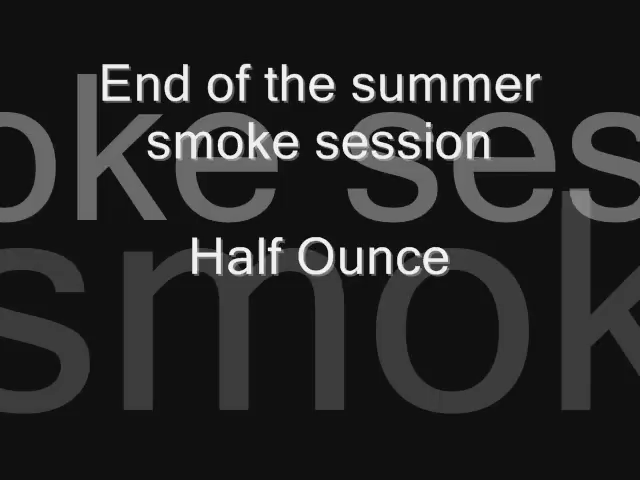 End of the summer
smoke session
Half Ounce
oke ses
smok